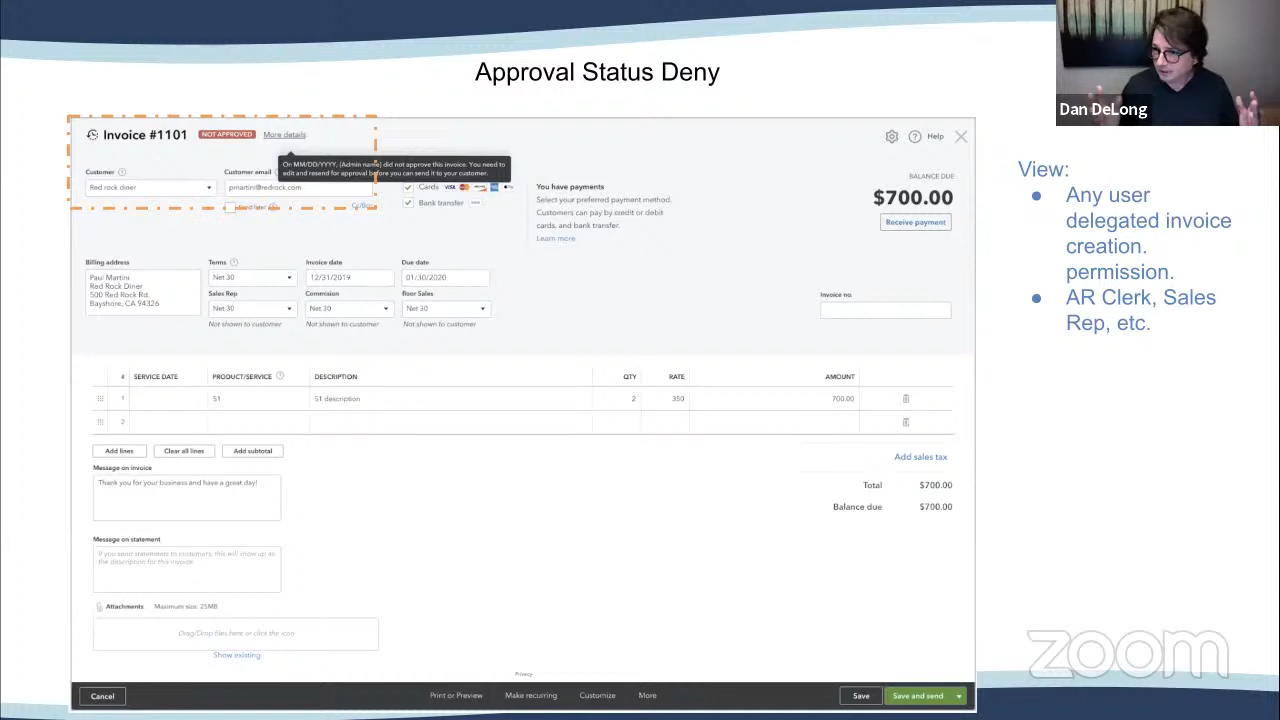 Approval Status Deny
Dan DeLong
Invoice #1101 NOT APPROVED More details
Help
On MM/DD/YYYY, (Admin name) did not approve this invoice. You need to
edit and resend for approval before you can send it to your customer.
Customer
Customer email
Red rock diner
pmartini@redrock.com
Cards VISA
Bank transfer
You have payments
Select your preferred payment method.
Customers can pay by credit or debit
cards, and bank transfer.
Learn more
BALANCE DUE
$700.00
Receive payment
View:
Any user
delegated invoice
creation.
permission.
AR Clerk, Sales
Rep, etc.
Billing address
Paul Martini
Red Rock Diner
500 Red Rock Rd.
Bayshore, CA 94326
Terms
Invoice date
Due date
Net 30
12/31/2019
01/30/2020
Sales Rep
Commision
floor Sales
Net 30
Net 30
Net 30
Not shown to customer
Not shown to customer
Not shown to customer
Invoice no.
# SERVICE DATE PRODUCT/SERVICE DESCRIPTION QTY RATE AMOUNT
1 S1 S1 description 2 350 700.00
2
Add lines Clear all lines Add subtotal
Add sales tax
Message on invoice
Thank you for your business and have a great day!
Total $700.00
Balance due $700.00
Message on statement
If you send statements to customers, this will show up as
the description for this invoice.
Attachments Maximum size: 25MB
Drag/Drop files here or click the icon
Show existing
Privacy
Cancel Print or Preview Make recurring Customize More Save Save and send
zoom